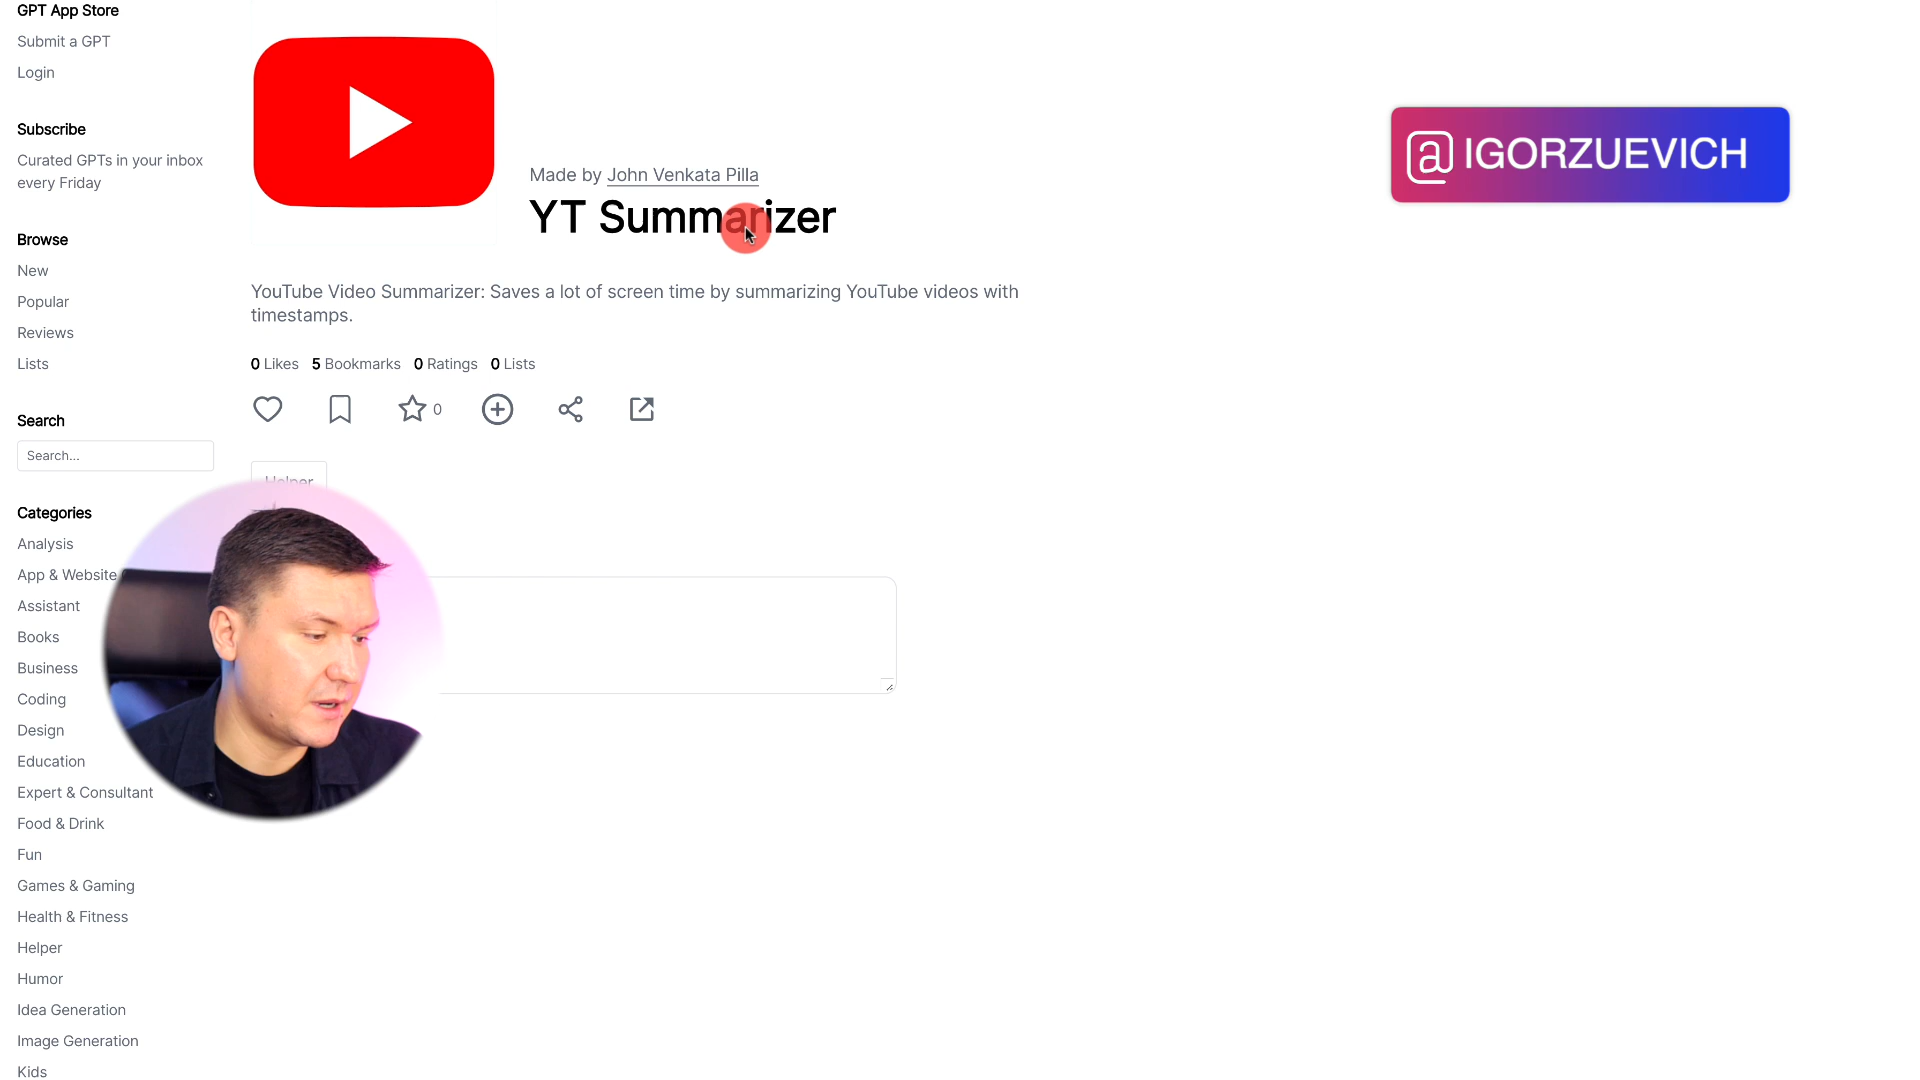 GPT App Store
Submit a GPT
Login
Subscribe
Curated GPTs in your inbox
every Friday
Browse
New
Popular
Reviews
Lists
Search
Search...
Categories
Analysis
App & Website
Assistant
Books
Business
Coding
Design
Education
Expert & Consultant
Food & Drink
Fun
Games & Gaming
Health & Fitness
Helper
Humor
Idea Generation
Image Generation
Kids
Made by John Venkata Pilla
YT Summarizer
YouTube Video Summarizer: Saves a lot of screen time by summarizing YouTube videos with
timestamps.
0 Likes 5 Bookmarks 0 Ratings 0 Lists
0
Helper
@IGORZUEVICH